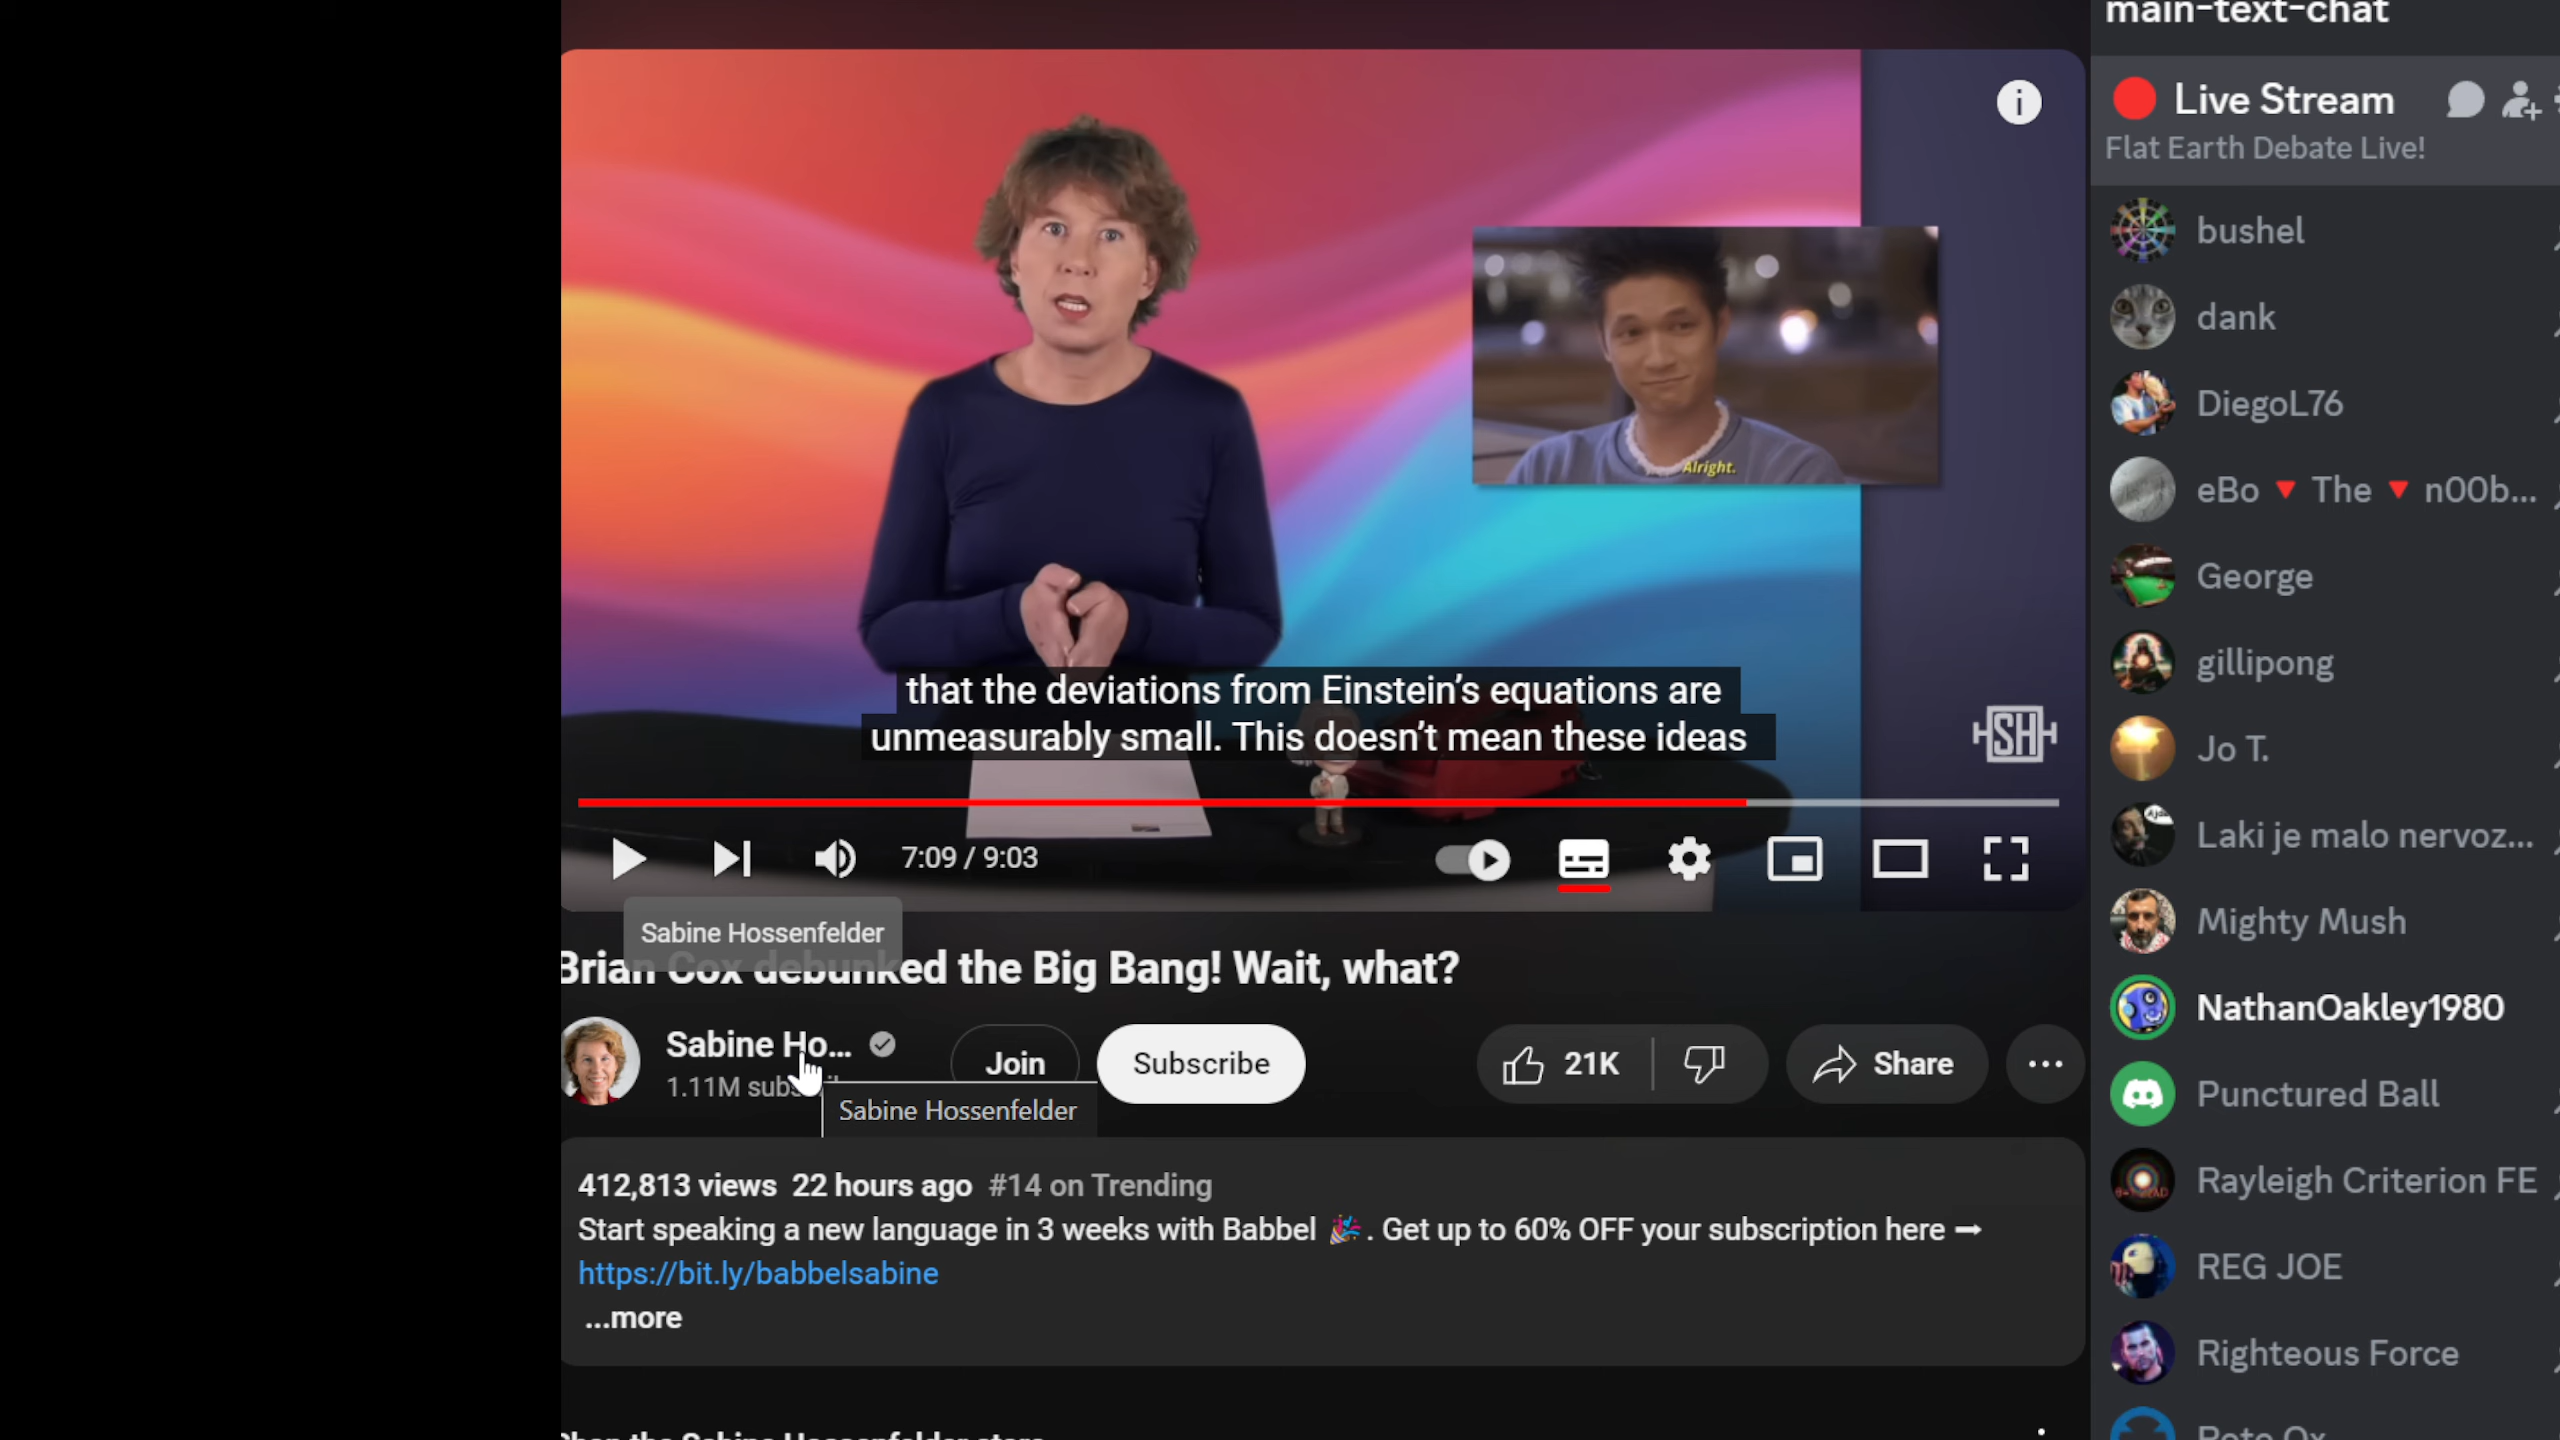 Alright.
that the deviations from Einstein's equations are
unmeasurably small. This doesn't mean these ideas
SH
7:09 / 9:03
Sabine Hossenfelder
Brian Cox debunked the Big Bang! Wait, what?
Sabine Ho...
1.11M
Join
Subscribe
21K
Share
Sabine Hossenfelder
412,813 views 22 hours ago #14 on Trending
Start speaking a new language in 3 weeks with Babbel 🎉. Get up to 60% OFF your subscription here ➞
https://bit.ly/babbelsabine
...more
main-text-chat
Live Stream
Flat Earth Debate Live!
bushel
dank
DiegoL76
eBo 🔻 The 🔻 n00b...
George
gillipong
Jo T.
Laki je malo nervoz...
Mighty Mush
NathanOakley1980
Punctured Ball
Rayleigh Criterion FE
REG JOE
Righteous Force